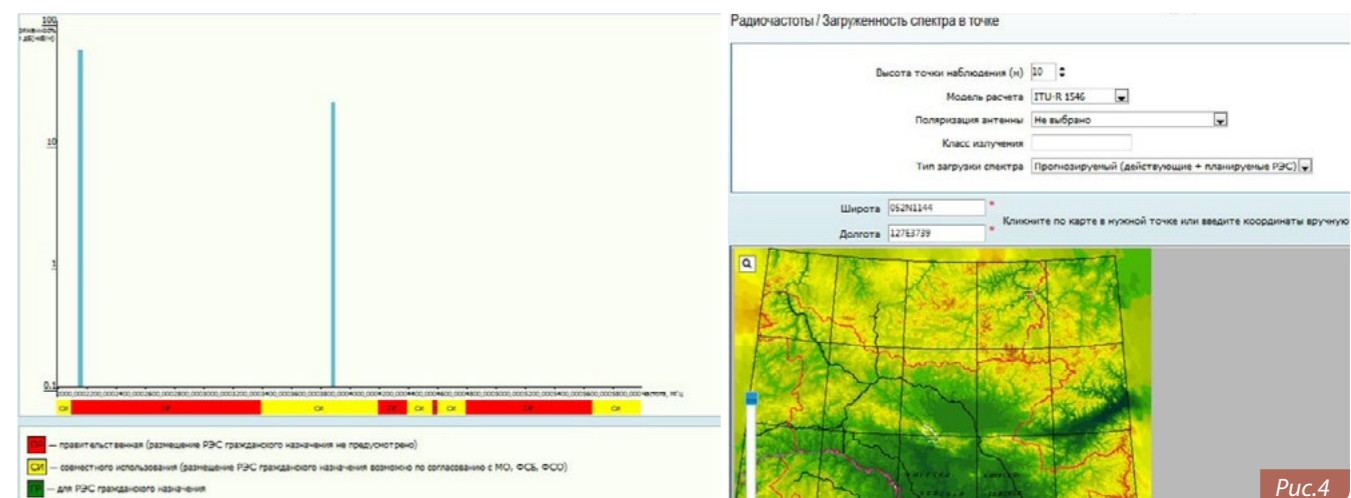 100
10
1
0.1
частота, МГц
СИ СИ СИ СИ СИ
— правительственная (размещение РЭС гражданского назначения не предусмотрено)
СИ — совместного использования (размещение РЭС гражданского назначения возможно по согласованию с МО, ФСБ, ФСО)
— для РЭС гражданского назначения
Радиочастоты / Загруженность спектра в точке
Высота точки наблюдения (м) 10
Модель расчета ITU-R 1546
Поляризация антенны Не выбрано
Класс излучения
Тип загрузки спектра Прогнозируемый (действующие + планируемые РЭС)
Широта 052N1144 *
Кликните по карте в нужной точке или введите координаты вручную
Долгота 127E3739 *
Рис.4